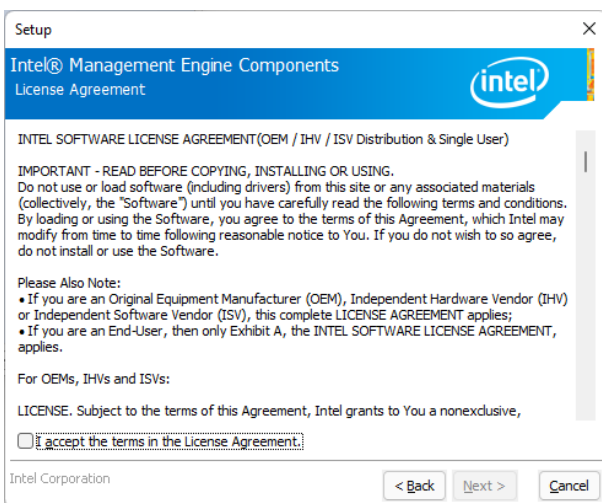 Setup
Intel® Management Engine Components
License Agreement
intel
INTEL SOFTWARE LICENSE AGREEMENT(OEM / IHV / ISV Distribution & Single User)
IMPORTANT - READ BEFORE COPYING, INSTALLING OR USING.
Do not use or load software (including drivers) from this site or any associated materials
(collectively, the "Software") until you have carefully read the following terms and conditions.
By loading or using the Software, you agree to the terms of this Agreement, which Intel may
modify from time to time following reasonable notice to You. If you do not wish to so agree,
do not install or use the Software.
Please Also Note:
• If you are an Original Equipment Manufacturer (OEM), Independent Hardware Vendor (IHV)
or Independent Software Vendor (ISV), this complete LICENSE AGREEMENT applies;
• If you are an End-User, then only Exhibit A, the INTEL SOFTWARE LICENSE AGREEMENT,
applies.
For OEMs, IHVs and ISVs:
LICENSE. Subject to the terms of this Agreement, Intel grants to You a nonexclusive,
I accept the terms in the License Agreement.
Intel Corporation
< Back
Next >
Cancel